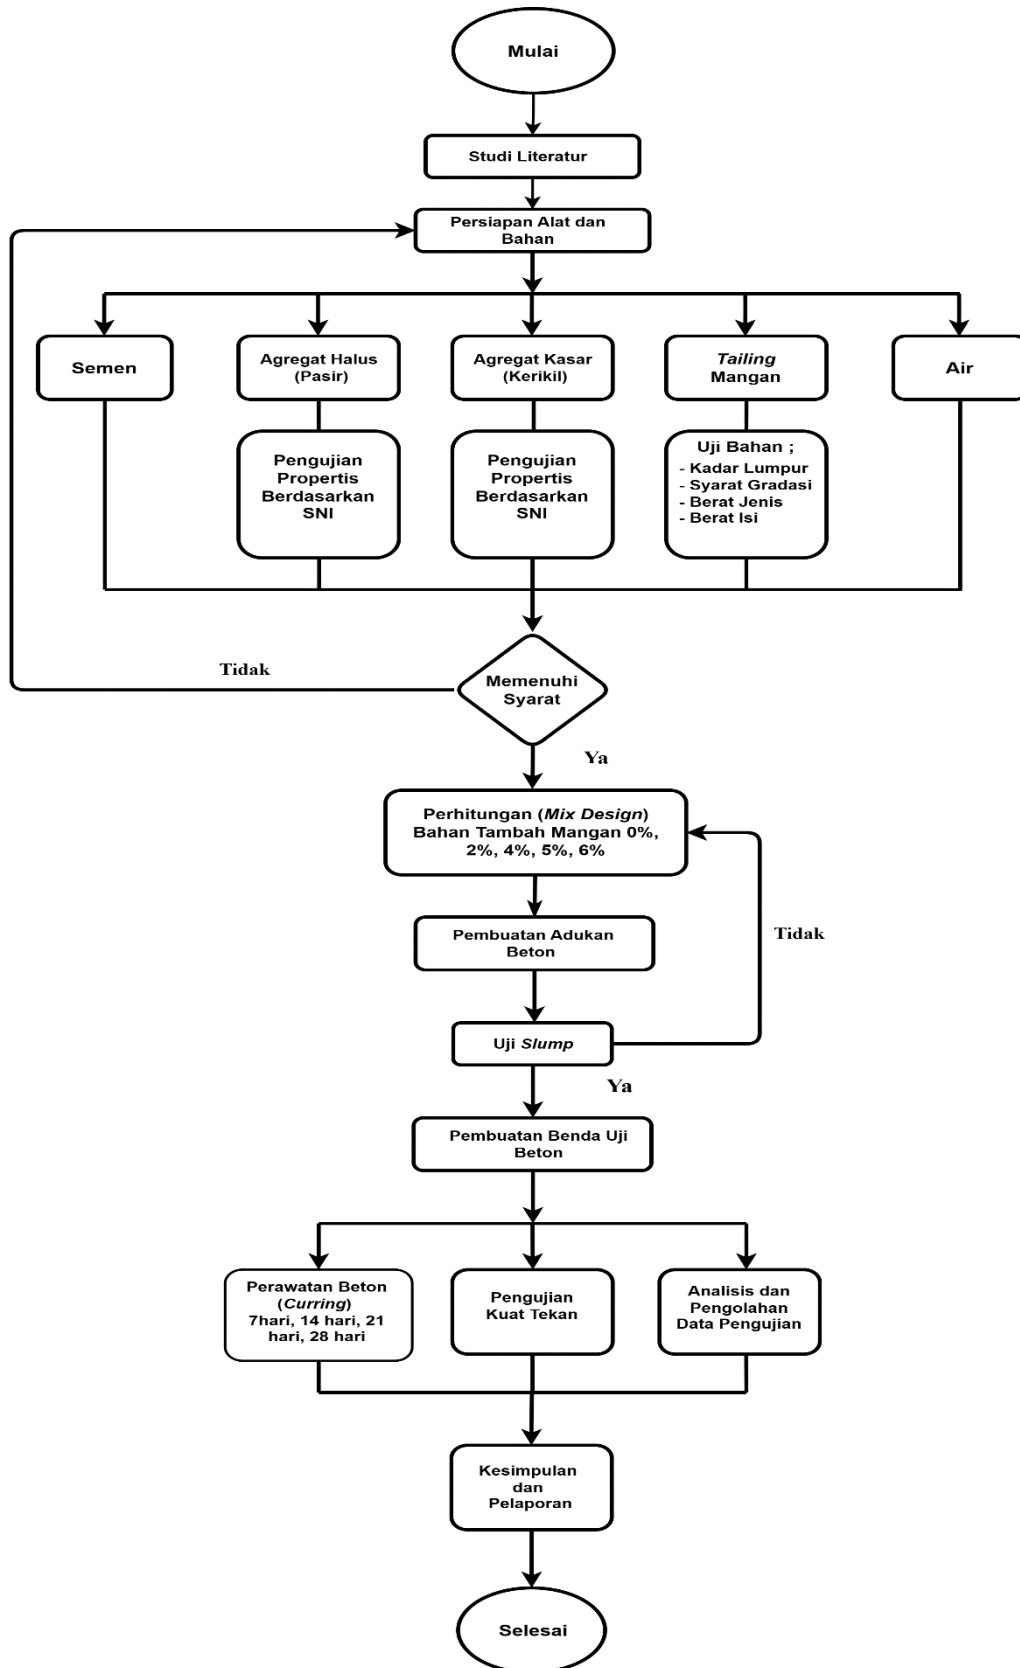 Mulai
Studi Literatur
Persiapan Alat dan
Bahan
Semen
Agregat Halus
(Pasir)
Agregat Kasar
(Kerikil)
Tailing
Mangan
Air
Pengujian
Propertis
Berdasarkan
SNI
Pengujian
Propertis
Berdasarkan
SNI
Uji Bahan ;
- Kadar Lumpur
- Syarat Gradasi
- Berat Jenis
- Berat Isi
Tidak
Memenuhi
Syarat
Ya
Perhitungan (Mix Design)
Bahan Tambah Mangan 0%,
2%, 4%, 5%, 6%
Pembuatan Adukan
Beton
Tidak
Uji Slump
Ya
Pembuatan Benda Uji
Beton
Perawatan Beton
(Curring)
7hari, 14 hari, 21
hari, 28 hari
Pengujian
Kuat Tekan
Analisis dan
Pengolahan
Data Pengujian
Kesimpulan
dan
Pelaporan
Selesai